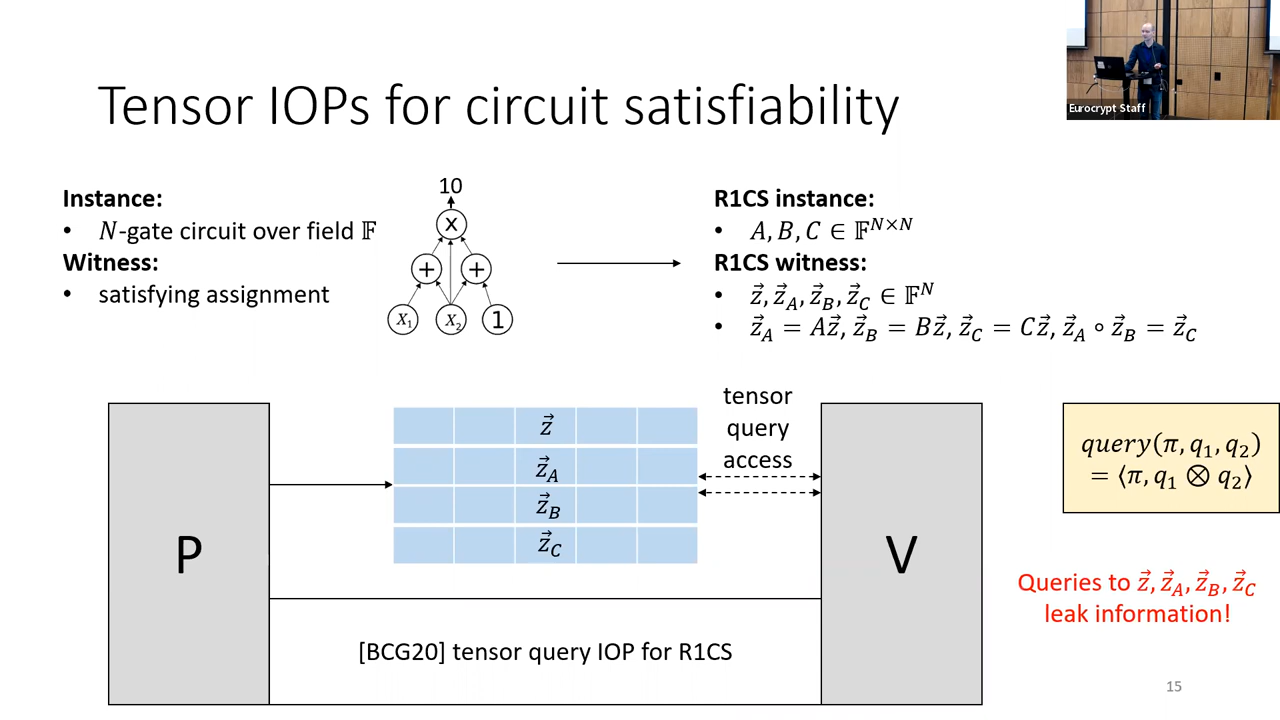 Eurocrypt Staff
Tensor IOPs for circuit satisfiability
Instance:
• N-gate circuit over field 𝔽
Witness:
• satisfying assignment
10
x
+ +
X₁ X₂ 1
R1CS instance:
• A, B, C ∈ 𝔽^{N×N}
R1CS witness:
• z⃗, z⃗_A, z⃗_B, z⃗_C ∈ 𝔽^N
• z⃗_A = Az⃗, z⃗_B = Bz⃗, z⃗_C = Cz⃗, z⃗_A ∘ z⃗_B = z⃗_C
P
z⃗
z⃗_A
z⃗_B
z⃗_C
tensor
query
access
V
query(π, q₁, q₂)
= ⟨π, q₁ ⊗ q₂⟩
Queries to z⃗, z⃗_A, z⃗_B, z⃗_C
leak information!
[BCG20] tensor query IOP for R1CS
15